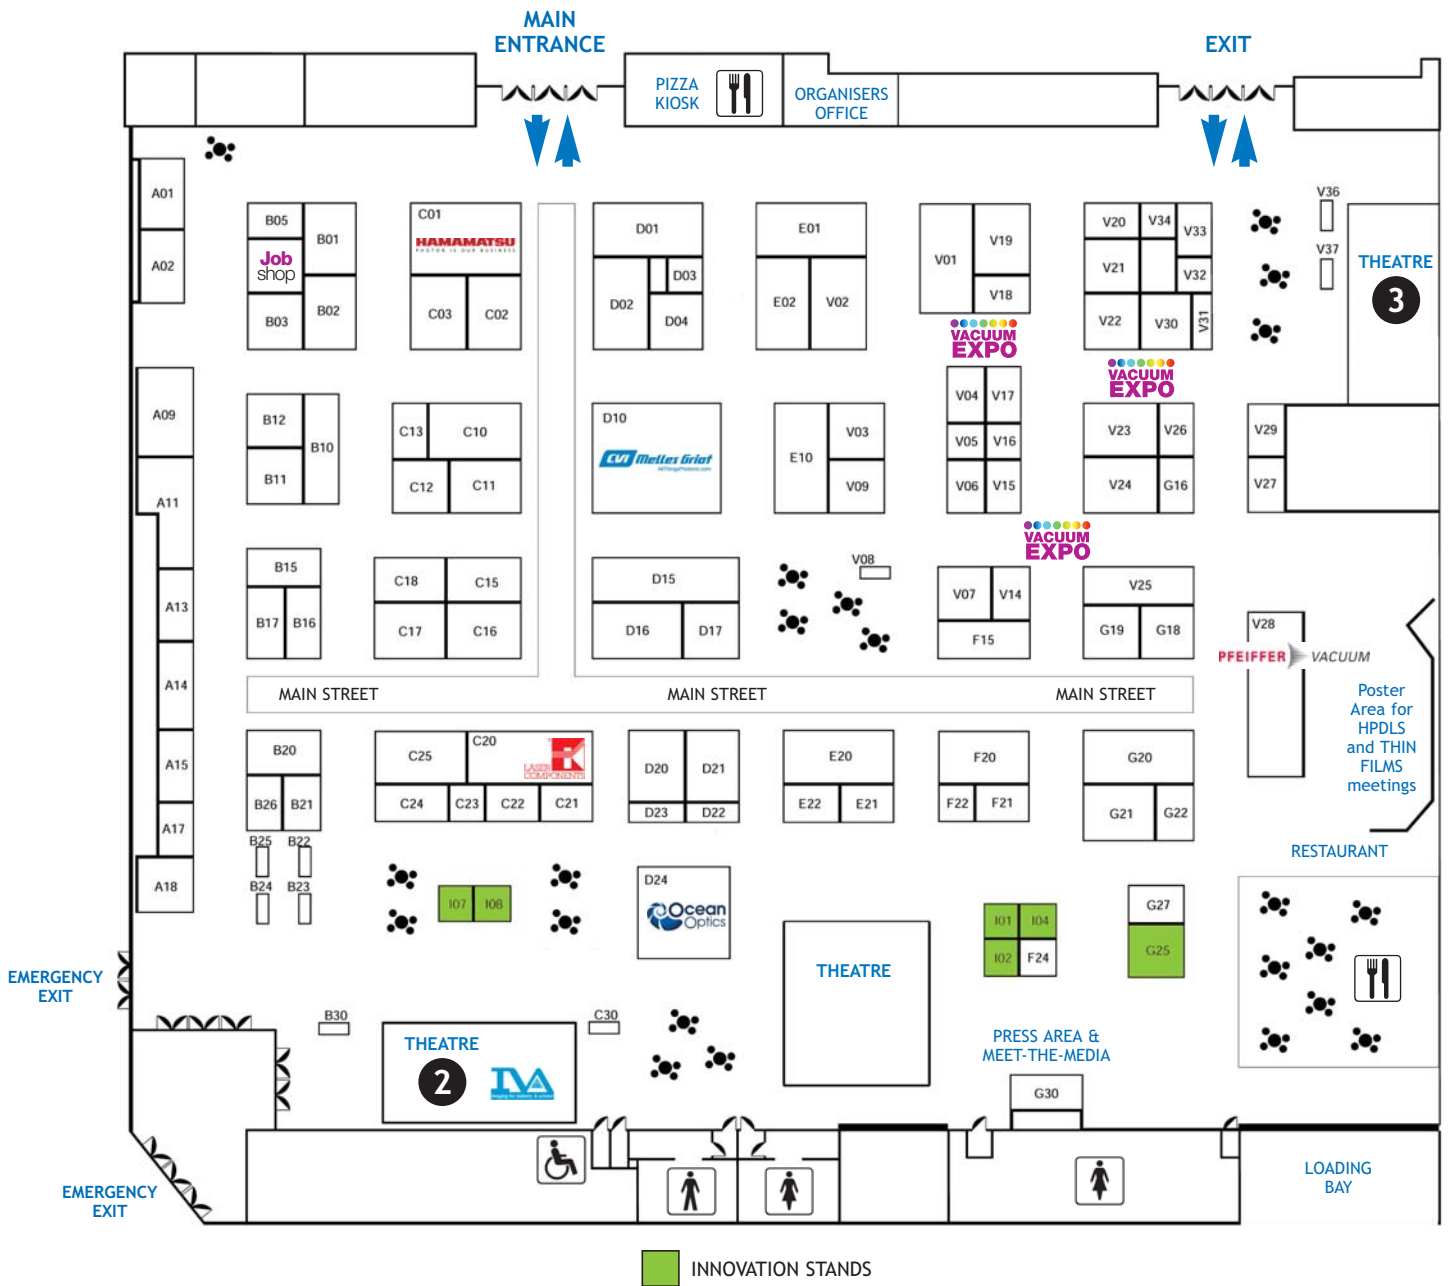 MAIN
ENTRANCE
EXIT
PIZZA
KIOSK
ORGANISERS
OFFICE
A01
A02
B05
B01
Job
shop
B03
B02
C01
HAMAMATSU
PHOTON IS OUR BUSINESS
C03
C02
D01
D02
D03
D04
E01
E02
V02
V01
V19
V18
VACUUM
EXPO
V20
V34
V33
V21
V32
V22
V30
V31
VACUUM
EXPO
V36
V37
THEATRE
3
A09
A11
B12
B10
B11
C13
C10
C12
C11
D10
CVI Melles Griot
E10
V03
V09
V04
V17
V05
V16
V06
V15
VACUUM
EXPO
V23
V26
V24
G16
V29
V27
A13
A14
A15
A17
A18
B15
B17
B16
C18
C15
C17
C16
D15
D16
D17
V08
V07
V14
F15
V25
G19
G18
V28
PFEIFFER VACUUM
MAIN STREET
MAIN STREET
MAIN STREET
Poster
Area for
HPDLS
and THIN
FILMS
meetings
B20
B26
B21
B25
B22
B24
B23
C25
C20
LASER
COMPONENTS
C24
C23
C22
C21
D20
D21
D23
D22
E20
E22
E21
F20
F22
F21
G20
G21
G22
RESTAURANT
I07
I08
D24
Ocean
Optics
THEATRE
I01
I04
I02
F24
G27
G25
EMERGENCY
EXIT
B30
THEATRE
2
IVA
C30
PRESS AREA &
MEET-THE-MEDIA
G30
EMERGENCY
EXIT
LOADING
BAY
INNOVATION STANDS